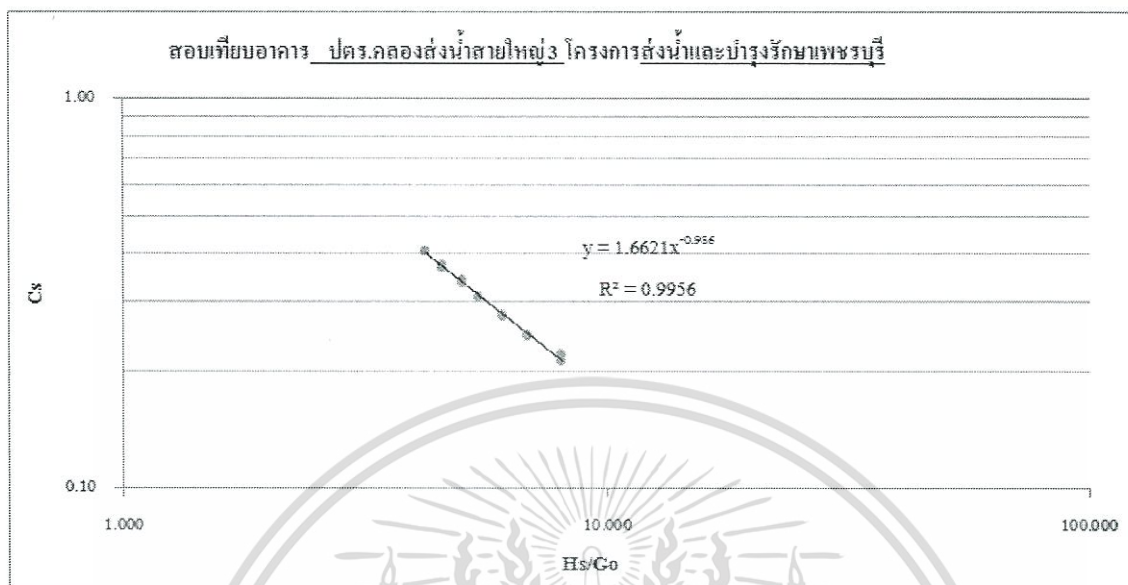 สอบเทียบอาคาร ปตร.คลองส่งน้ำสายใหญ่3 โครงการส่งน้ำและบำรุงรักษาเพชรบุรี
1.00
Cs
y = 1.6621x^-0.986
R² = 0.9956
0.10
1.000 10.000 100.000
Hs/Go